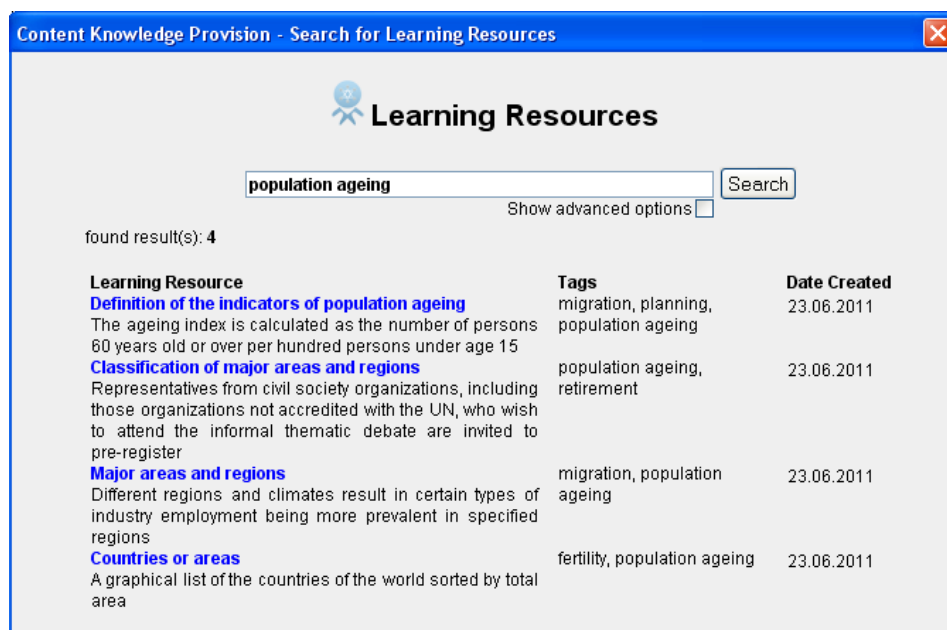 Content Knowledge Provision - Search for Learning Resources
Learning Resources
population ageing Search
Show advanced options
found result(s): 4
Learning Resource Tags Date Created
Definition of the indicators of population ageing migration, planning, 23.06.2011
The ageing index is calculated as the number of persons population ageing
60 years old or over per hundred persons under age 15
Classification of major areas and regions population ageing, 23.06.2011
Representatives from civil society organizations, including retirement
those organizations not accredited with the UN, who wish
to attend the informal thematic debate are invited to
pre-register
Major areas and regions migration, population 23.06.2011
Different regions and climates result in certain types of ageing
industry employment being more prevalent in specified
regions
Countries or areas fertility, population ageing 23.06.2011
A graphical list of the countries of the world sorted by total
area